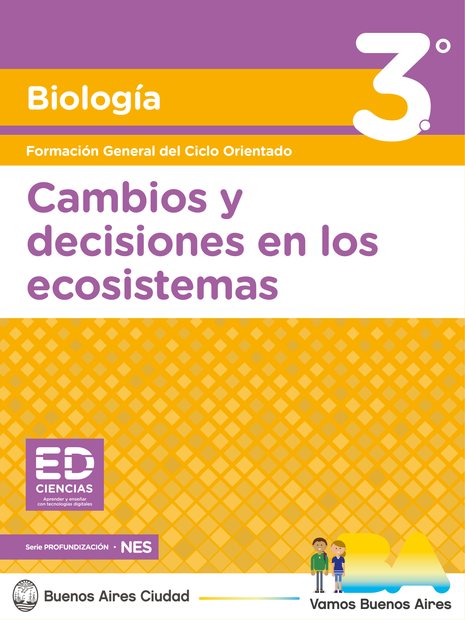 3.º
Biología
Formación General del Ciclo Orientado
Cambios y
decisiones en los
ecosistemas
ED
CIENCIAS
Aprender y enseñar
con tecnologías digitales
Serie PROFUNDIZACIÓN • NES
Buenos Aires Ciudad
BA
Vamos Buenos Aires